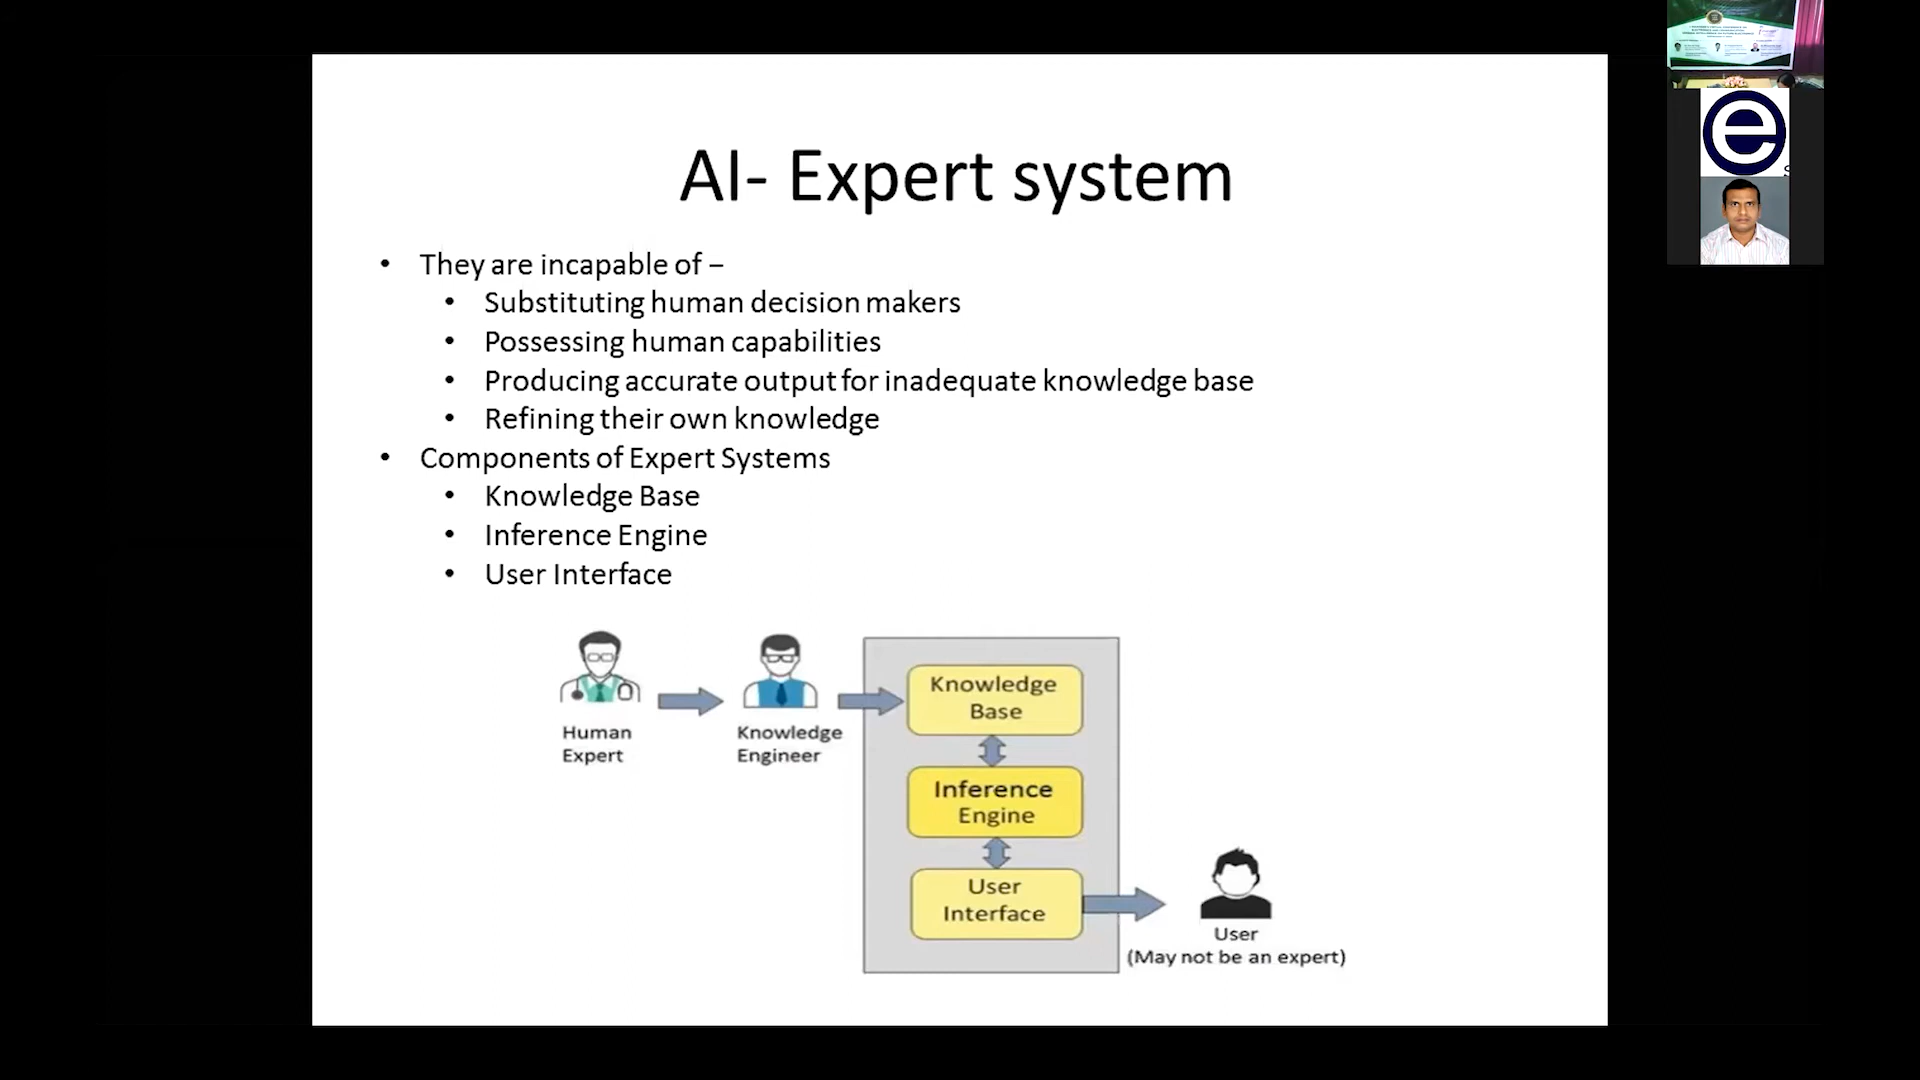 AI- Expert system
• They are incapable of –
• Substituting human decision makers
• Possessing human capabilities
• Producing accurate output for inadequate knowledge base
• Refining their own knowledge
• Components of Expert Systems
• Knowledge Base
• Inference Engine
• User Interface
Human
Expert
Knowledge
Engineer
Knowledge
Base
Inference
Engine
User
Interface
User
(May not be an expert)
e